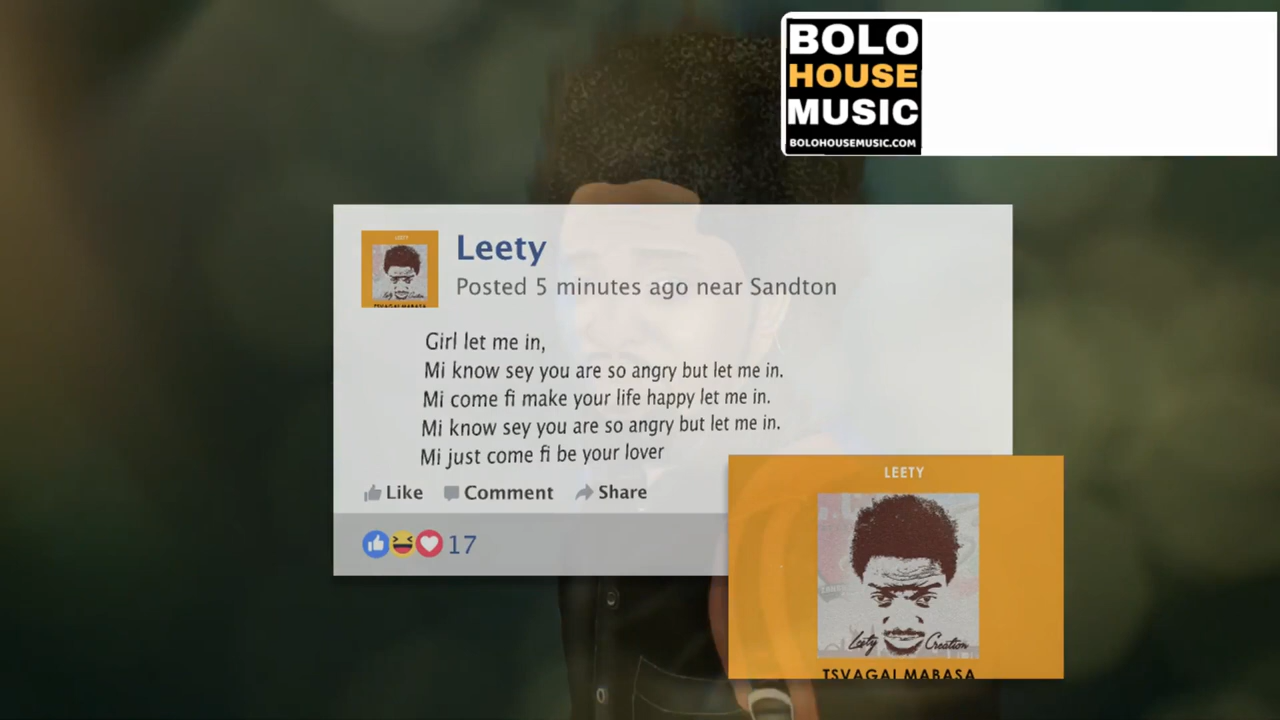 BOLO
HOUSE
MUSIC
BOLOHOUSEMUSIC.COM
Leety
Posted 5 minutes ago near Sandton
Girl let me in,
Mi know sey you are so angry but let me in.
Mi come fi make your life happy let me in.
Mi know sey you are so angry but let me in.
Mi just come fi be your lover
Like Comment Share
17
LEETY
Leety Creation
TSVAGAI MABASA